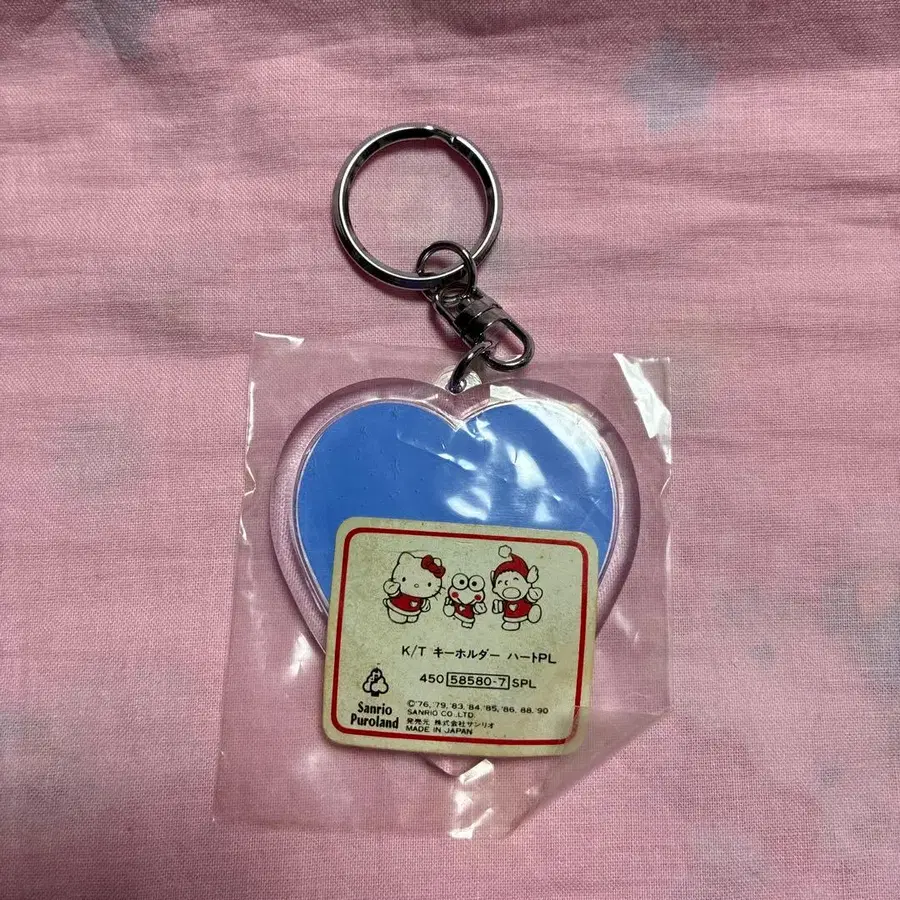 K/T キーホルダー ハートPL
450 58580-7 SPL
Sanrio
Puroland
©'76,'79,'83,'84,'85,'86, 88,'90
SANRIO CO.,LTD.
発売元 株式会社サンリオ
MADE IN JAPAN